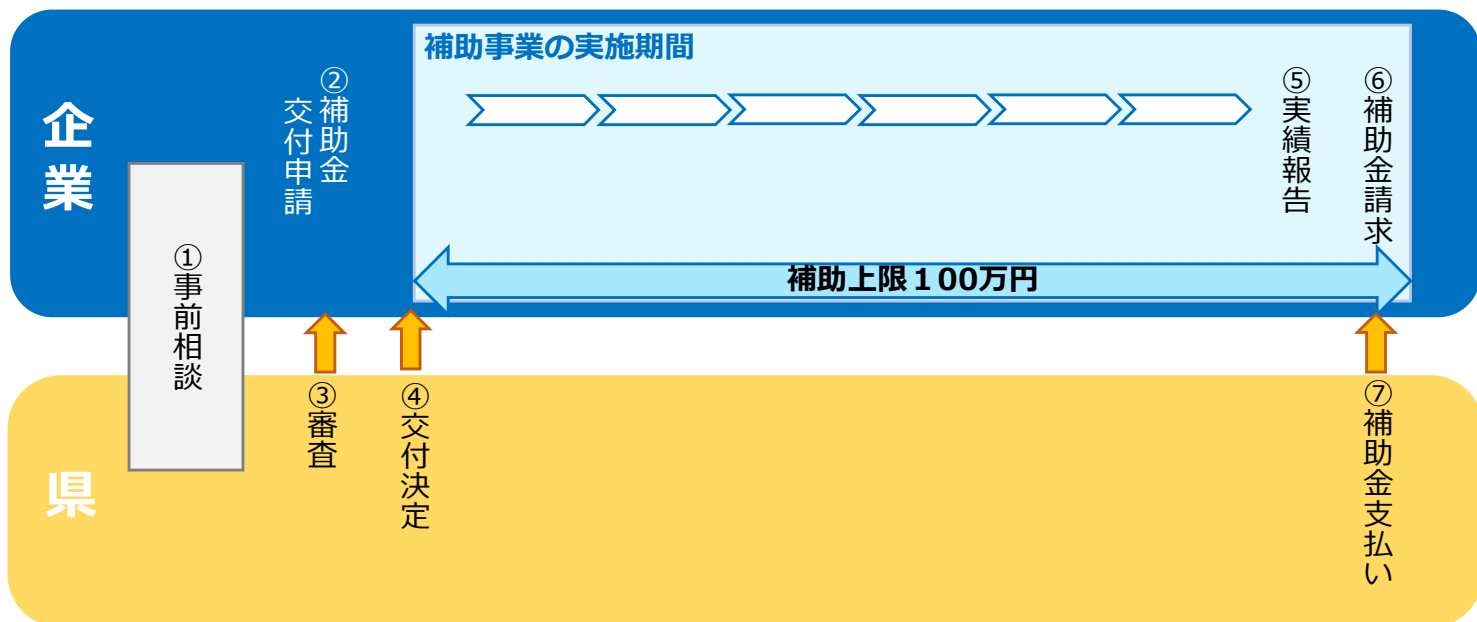 企業
①事前相談
②補助金
交付申請
補助事業の実施期間
⑤実績報告
⑥補助金請求
補助上限１００万円
県
③審査
④交付決定
⑦補助金支払い